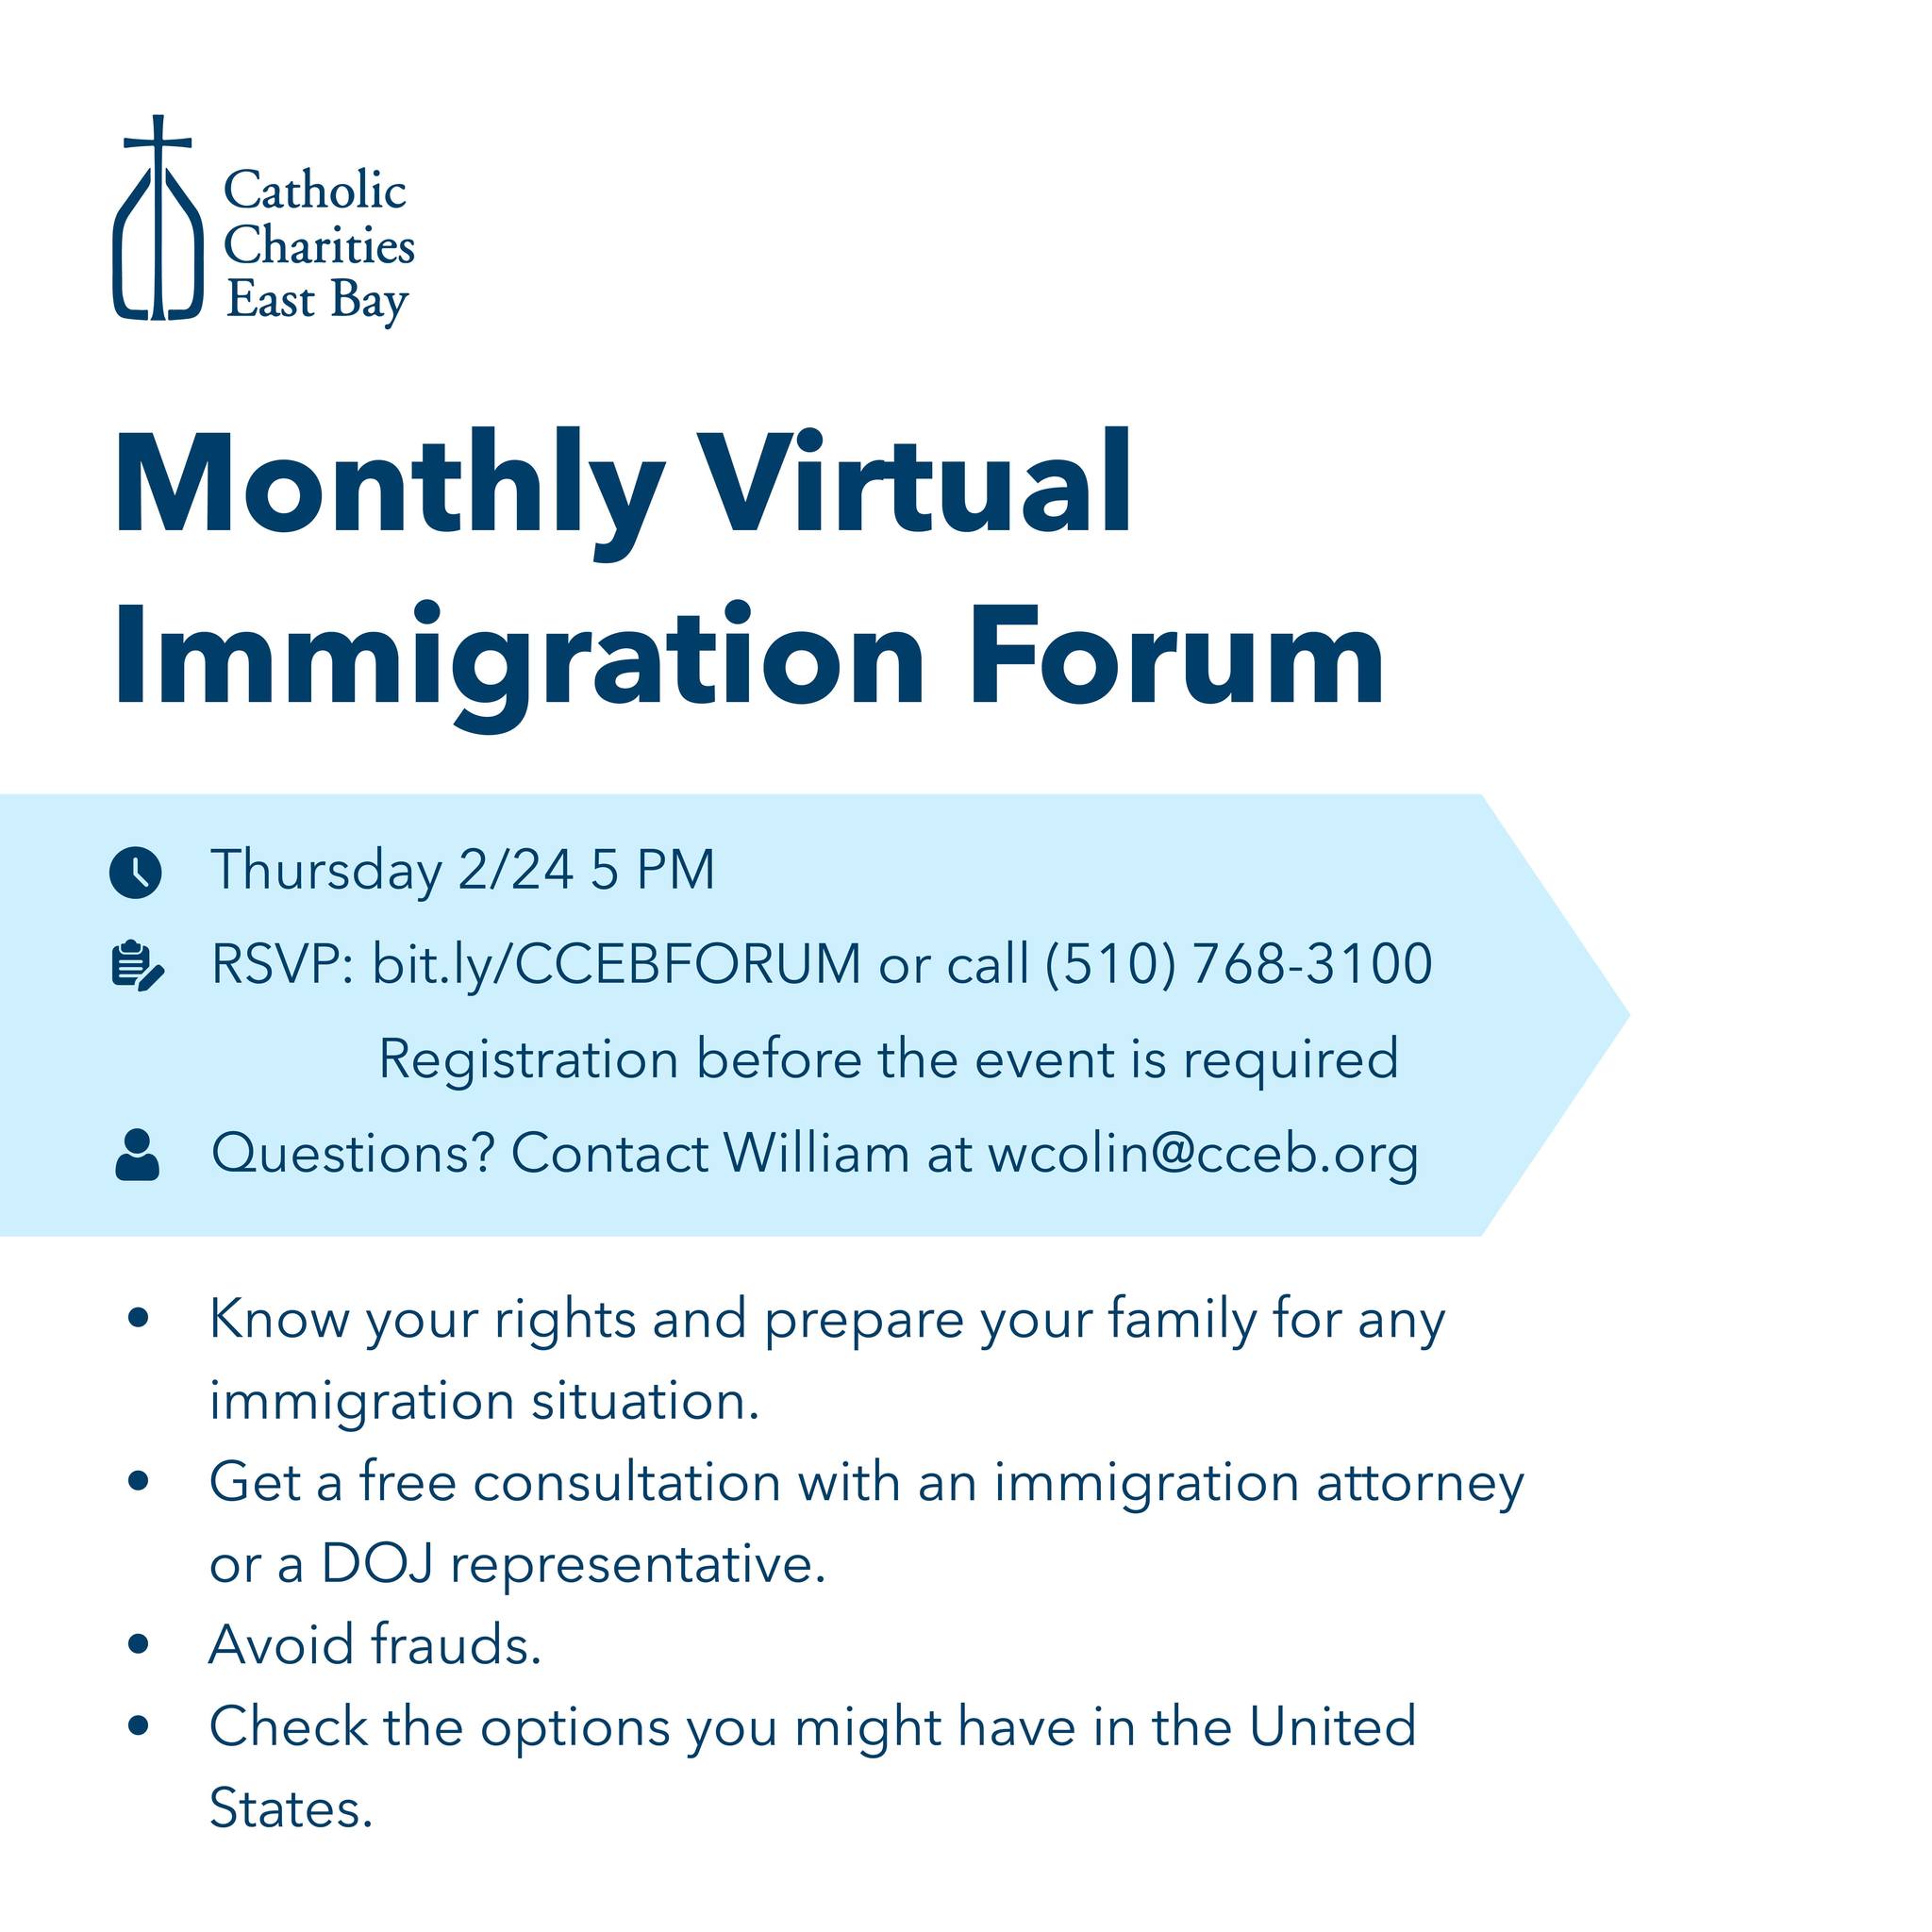 Catholic
Charities
East Bay
Monthly Virtual
Immigration Forum
Thursday 2/24 5 PM
RSVP: bit.ly/CCEBFORUM or call (510) 768-3100
Registration before the event is required
Questions? Contact William at wcolin@cceb.org
• Know your rights and prepare your family for any
immigration situation.
• Get a free consultation with an immigration attorney
or a DOJ representative.
• Avoid frauds.
• Check the options you might have in the United
States.